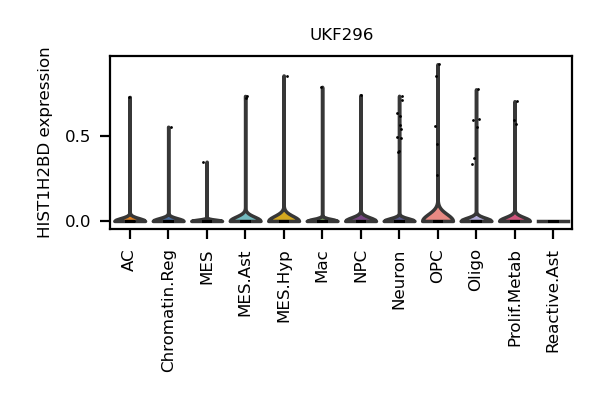 UKF296
HIST1H2BD expression
0.5
0.0
AC
Chromatin.Reg
MES
MES.Ast
MES.Hyp
Mac
NPC
Neuron
OPC
Oligo
Prolif.Metab
Reactive.Ast